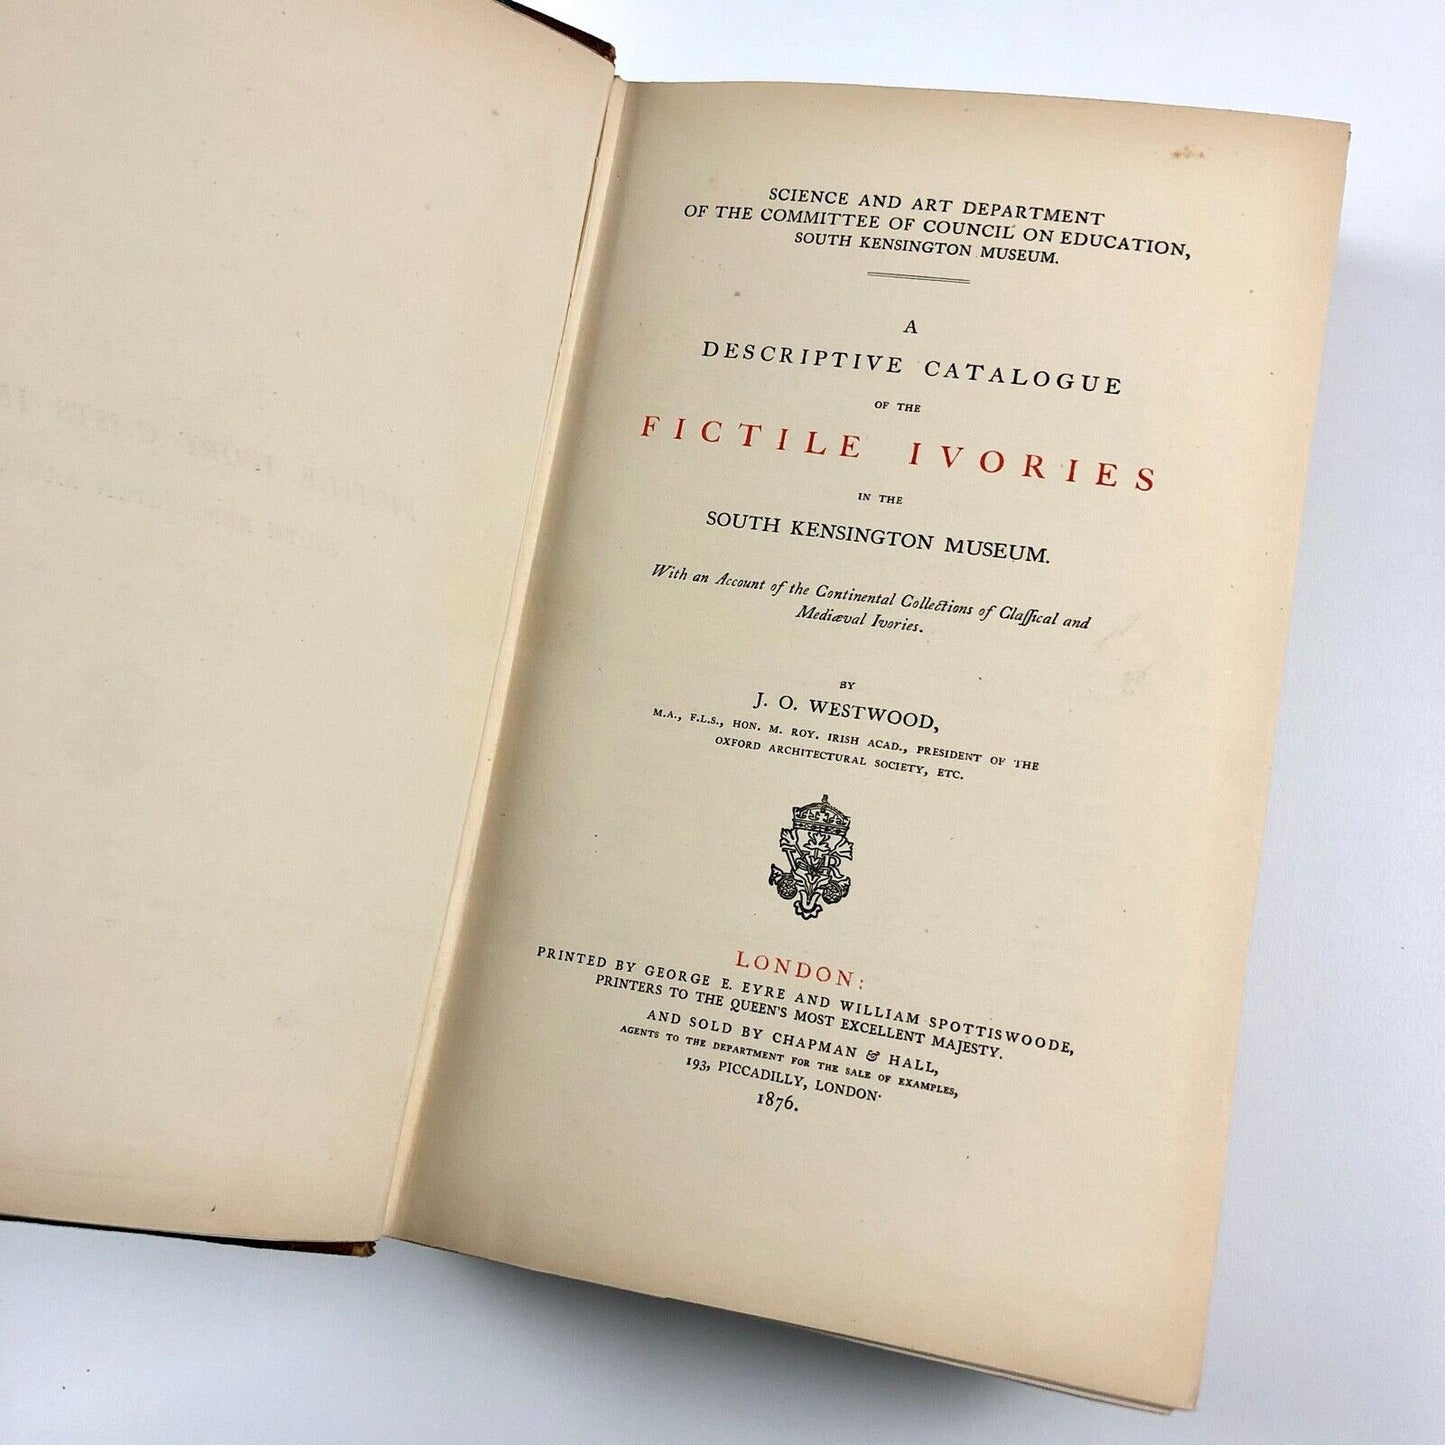 SCIENCE AND ART DEPARTMENT
OF THE COMMITTEE OF COUNCIL ON EDUCATION,
SOUTH KENSINGTON MUSEUM.
A
DESCRIPTIVE CATALOGUE
OF THE
FICTILE IVORIES
IN THE
SOUTH KENSINGTON MUSEUM.
With an Account of the Continental Collections of Claſſical and
Mediæval Ivories.
BY
J. O. WESTWOOD,
M.A., F.L.S., HON. M. ROY. IRISH ACAD., PRESIDENT OF THE
OXFORD ARCHITECTURAL SOCIETY, ETC.
VR
LONDON:
PRINTED BY GEORGE E. EYRE AND WILLIAM SPOTTISWOODE,
PRINTERS TO THE QUEEN'S MOST EXCELLENT MAJESTY.
AND SOLD BY CHAPMAN & HALL,
AGENTS TO THE DEPARTMENT FOR THE SALE OF EXAMPLES,
193, PICCADILLY, LONDON.
1876.